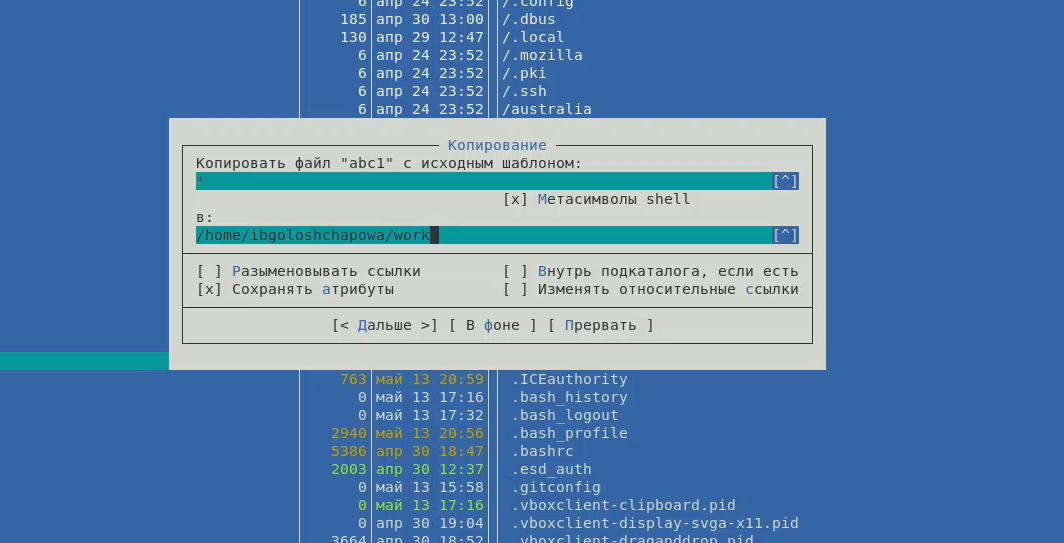 6 апр 24 23:52 /.config
185 апр 30 13:00 /.dbus
130 апр 29 12:47 /.local
6 апр 24 23:52 /.mozilla
6 апр 24 23:52 /.pki
6 апр 24 23:52 /.ssh
6 апр 24 23:52 /australia
Копирование
Копировать файл "abc1" с исходным шаблоном:
* [^]
[x] Метасимволы shell
в:
/home/ibgoloshchapowa/work [^]
[ ] Разыменовывать ссылки [ ] Внутрь подкаталога, если есть
[x] Сохранять атрибуты [ ] Изменять относительные ссылки
[< Дальше >] [ В фоне ] [ Прервать ]
763 май 13 20:59 .ICEauthority
0 май 13 17:16 .bash_history
0 май 13 17:32 .bash_logout
2940 май 13 20:56 .bash_profile
5386 апр 30 18:47 .bashrc
2003 апр 30 12:37 .esd_auth
0 май 13 15:58 .gitconfig
0 май 13 17:16 .vboxclient-clipboard.pid
0 апр 30 19:04 .vboxclient-display-svga-x11.pid
3664 апр 30 18:52 .vboxclient-draganddrop.pid